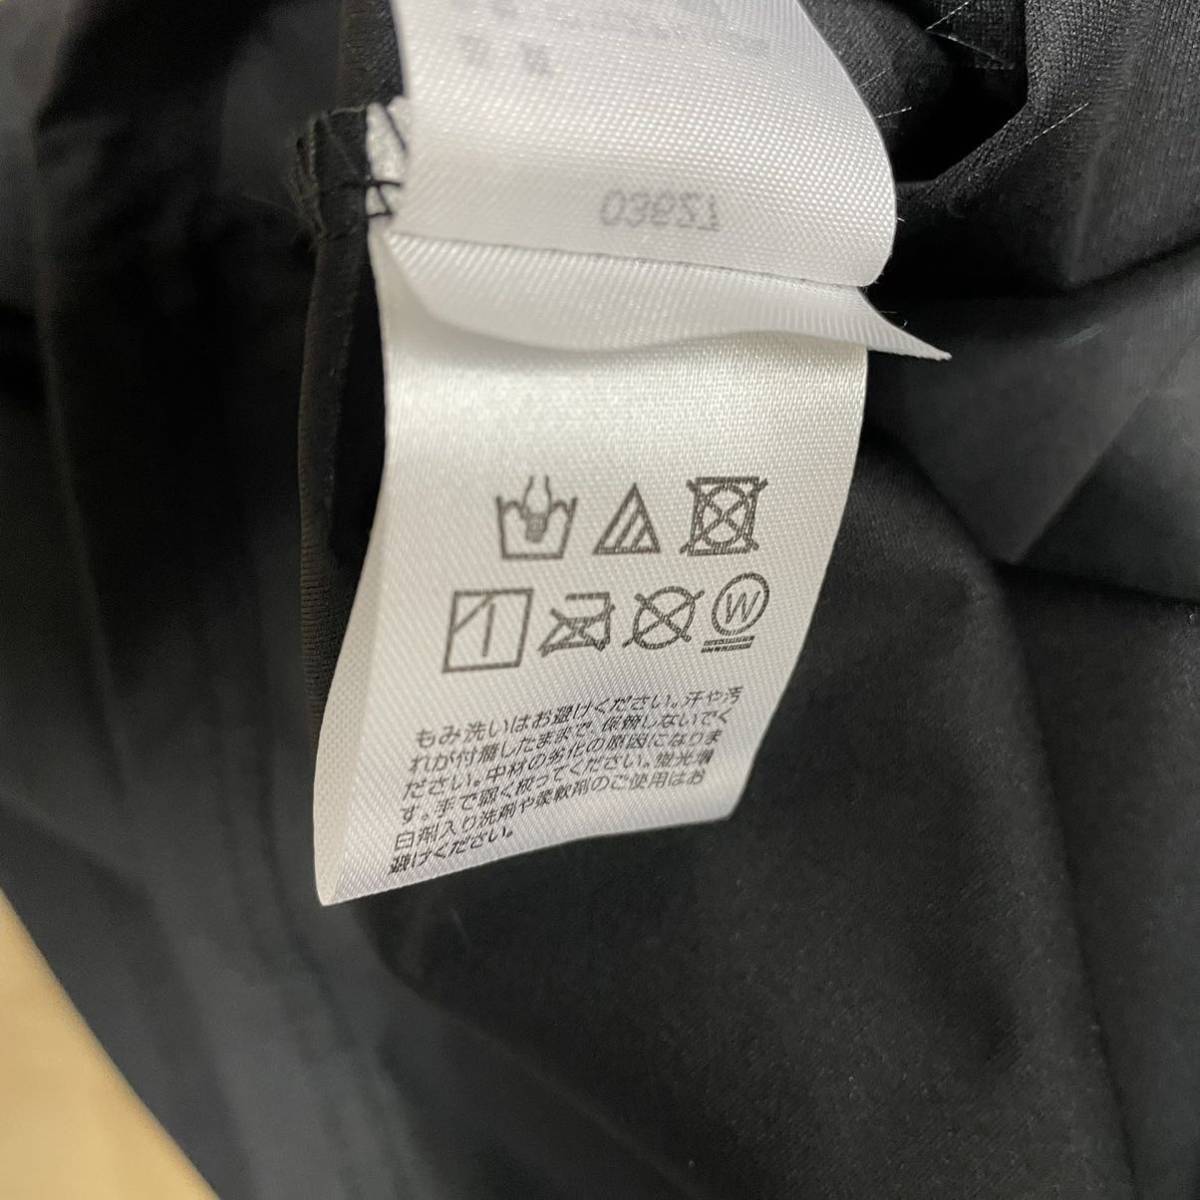 W
もみ洗いはお避けください。汗や汚
れが付着したままで、保管しないでく
ださい。中材の劣化の原因になりま
す。手で弱く絞ってください。蛍光増
白剤入り洗剤や柔軟剤のご使用はお
避けください。